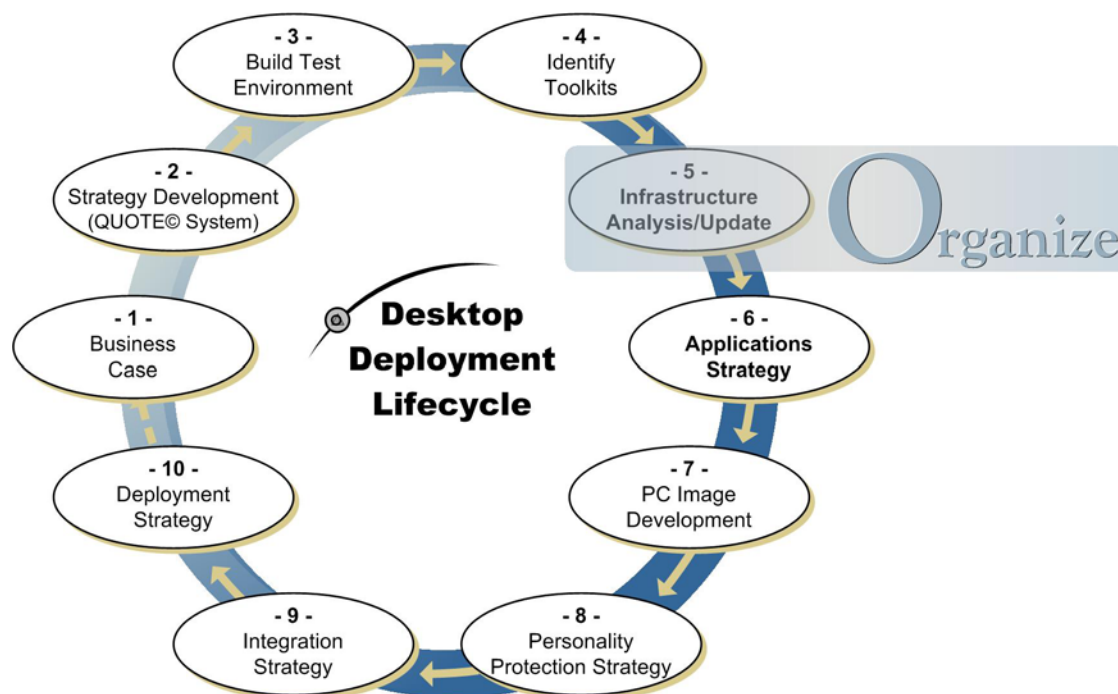 - 1 -
Business
Case
- 2 -
Strategy Development
(QUOTE© System)
- 3 -
Build Test
Environment
- 4 -
Identify
Toolkits
- 5 -
Infrastructure
Analysis/Update
Organize
- 6 -
Applications
Strategy
- 7 -
PC Image
Development
- 8 -
Personality
Protection Strategy
- 9 -
Integration
Strategy
- 10 -
Deployment
Strategy
Desktop
Deployment
Lifecycle